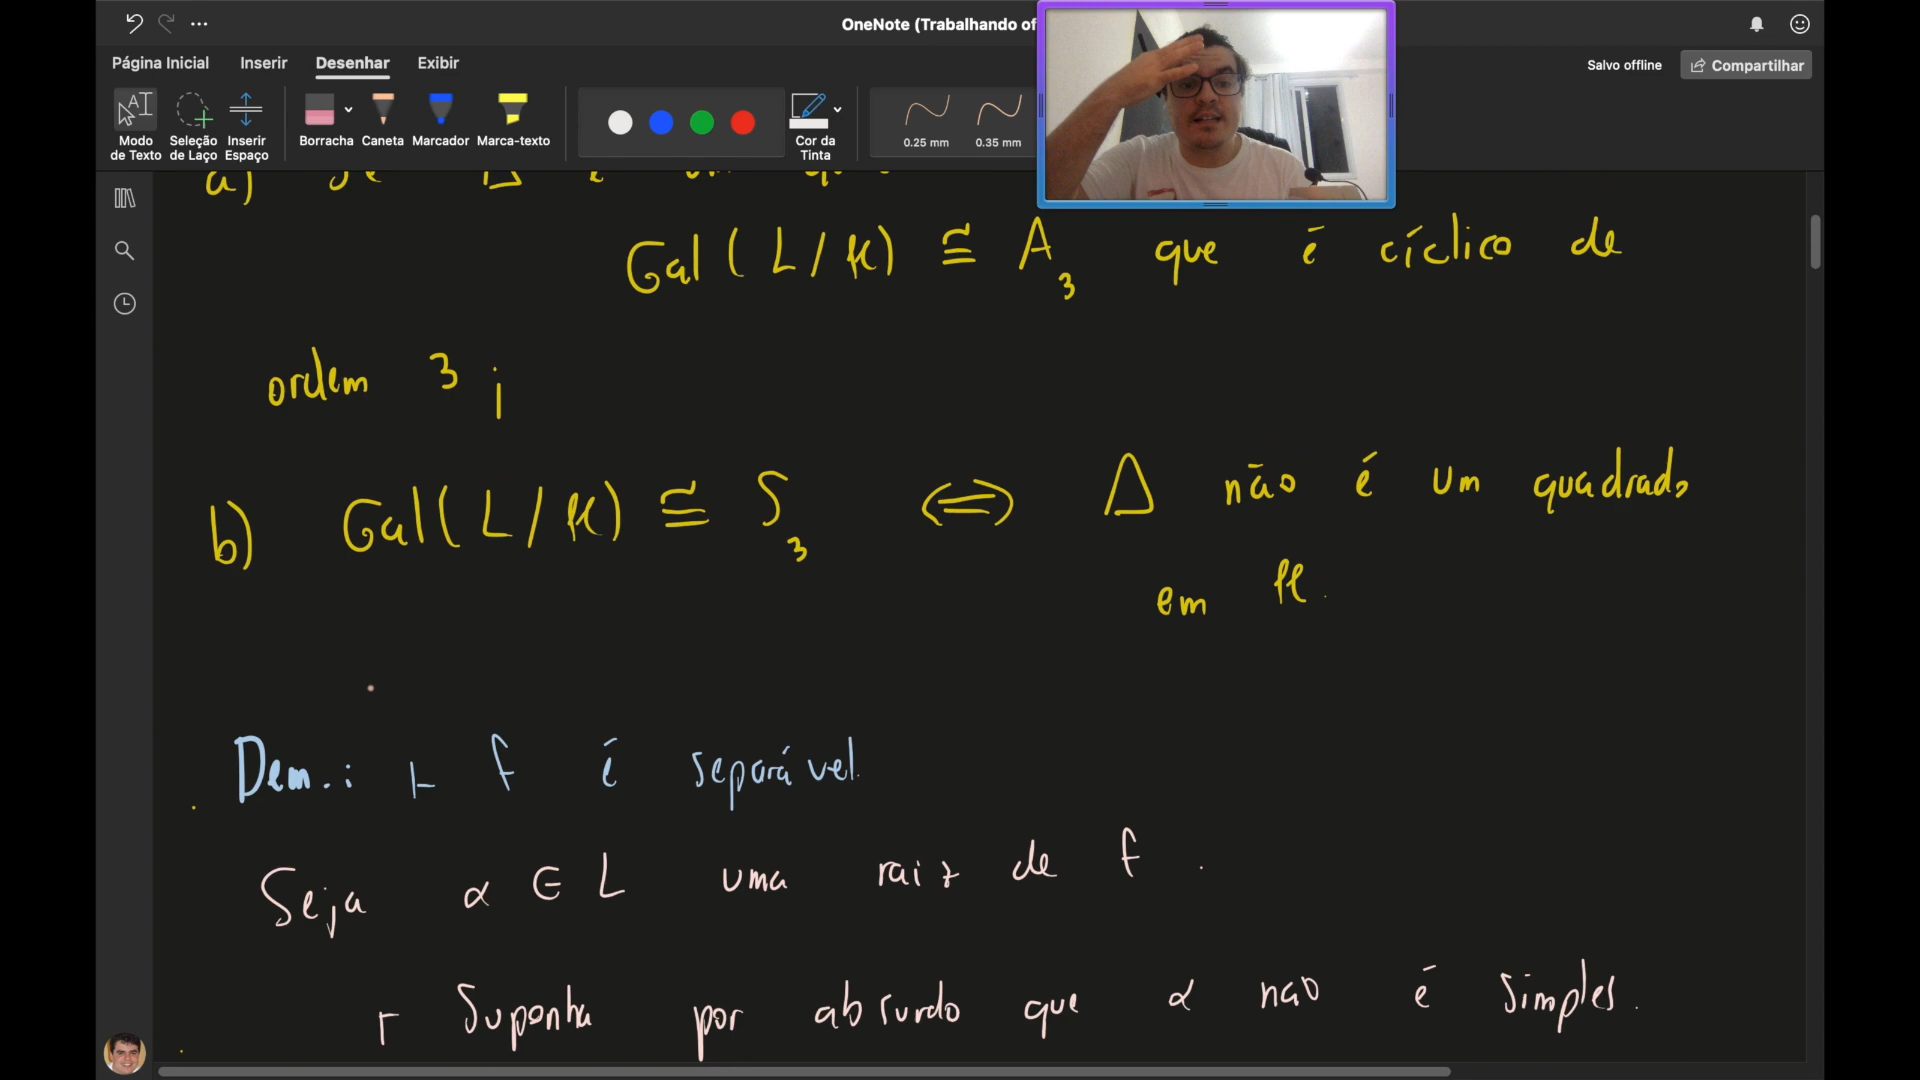 OneNote (Trabalhando of
Página Inicial Inserir Desenhar Exibir
Salvo offline
Compartilhar
Modo de Texto
Seleção de Laço
Inserir Espaço
Borracha
Caneta
Marcador
Marca-texto
Cor da Tinta
0.25 mm
0.35 mm
a) Se Δ é um
Gal(L/K) ≅ A₃ que é cíclico de
ordem 3 ;
b) Gal(L/K) ≅ S₃ ⟺ Δ não é um quadrado
em K.
Dem.: ⊢ f é separável.
Seja α ∈ L uma raiz de f .
Γ Suponha por absurdo que α não é simples.